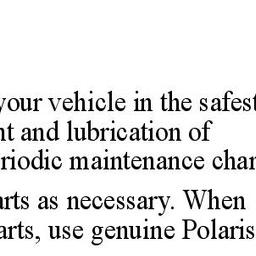 your vehicle in the safest
nt and lubrication of
riodic maintenance char
arts as necessary. When
arts, use genuine Polaris